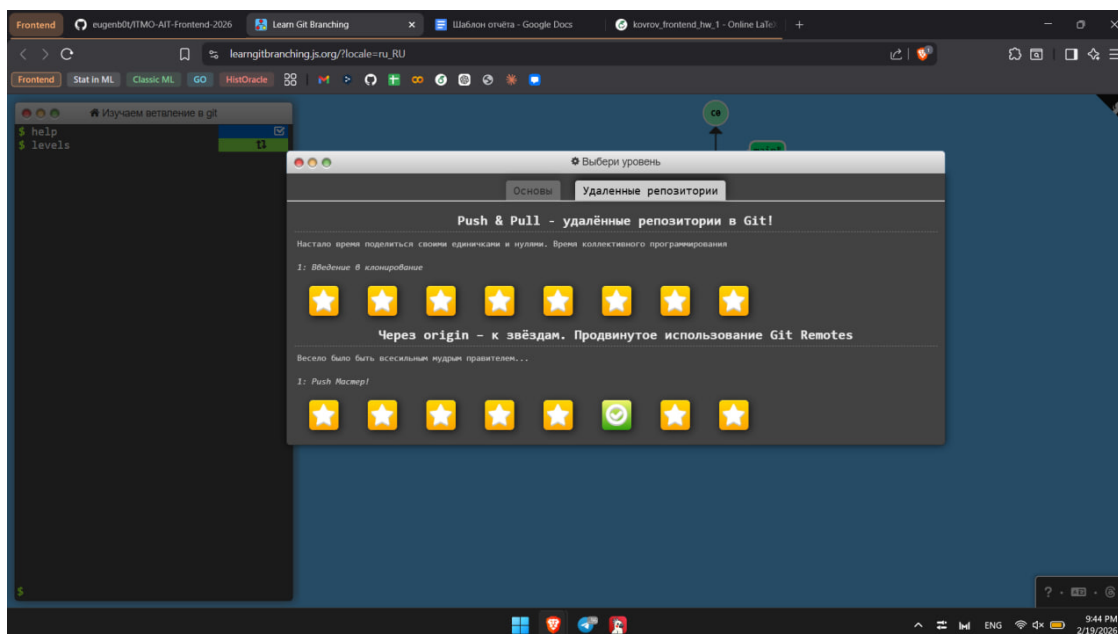 Frontend
eugenb0t/ITMO-AIT-Frontend-2026
Learn Git Branching
Шаблон отчёта - Google Docs
kovrov_frontend_hw_1 - Online LaTeX
learngitbranching.js.org/?locale=ru_RU
Frontend Stat in ML Classic ML GO HistOracle
Изучаем ветвление в git
$ help
$ levels
c0
Выбери уровень
Основы Удаленные репозитории
Push & Pull - удалённые репозитории в Git!
Настало время поделиться своими единичками и нулями. Время коллективного программирования
1: Введение в клонирование
Через origin – к звёздам. Продвинутое использование Git Remotes
Весело было быть всесильным мудрым правителем...
1: Push Мастер!
$
?
ENG
9:44 PM
2/19/2026